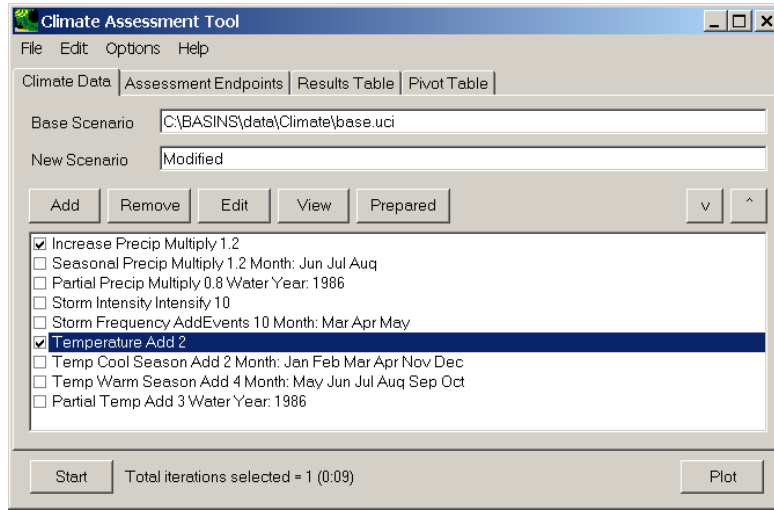 Climate Assessment Tool
File Edit Options Help
Climate Data Assessment Endpoints Results Table Pivot Table
Base Scenario C:\BASINS\data\Climate\base.uci
New Scenario Modified
Add Remove Edit View Prepared v ^
Increase Precip Multiply 1.2
Seasonal Precip Multiply 1.2 Month: Jun Jul Aug
Partial Precip Multiply 0.8 Water Year: 1986
Storm Intensity Intensify 10
Storm Frequency AddEvents 10 Month: Mar Apr May
Temperature Add 2
Temp Cool Season Add 2 Month: Jan Feb Mar Apr Nov Dec
Temp Warm Season Add 4 Month: May Jun Jul Aug Sep Oct
Partial Temp Add 3 Water Year: 1986
Start Total iterations selected = 1 (0:09) Plot